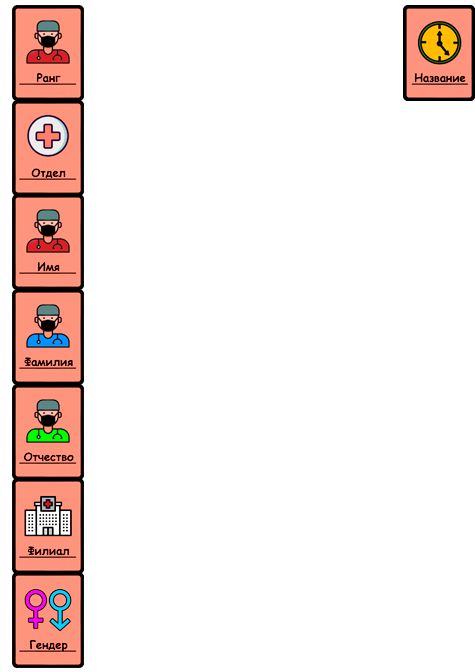 Ранг
Название
Отдел
Имя
Фамилия
Отчество
Филиал
Гендер